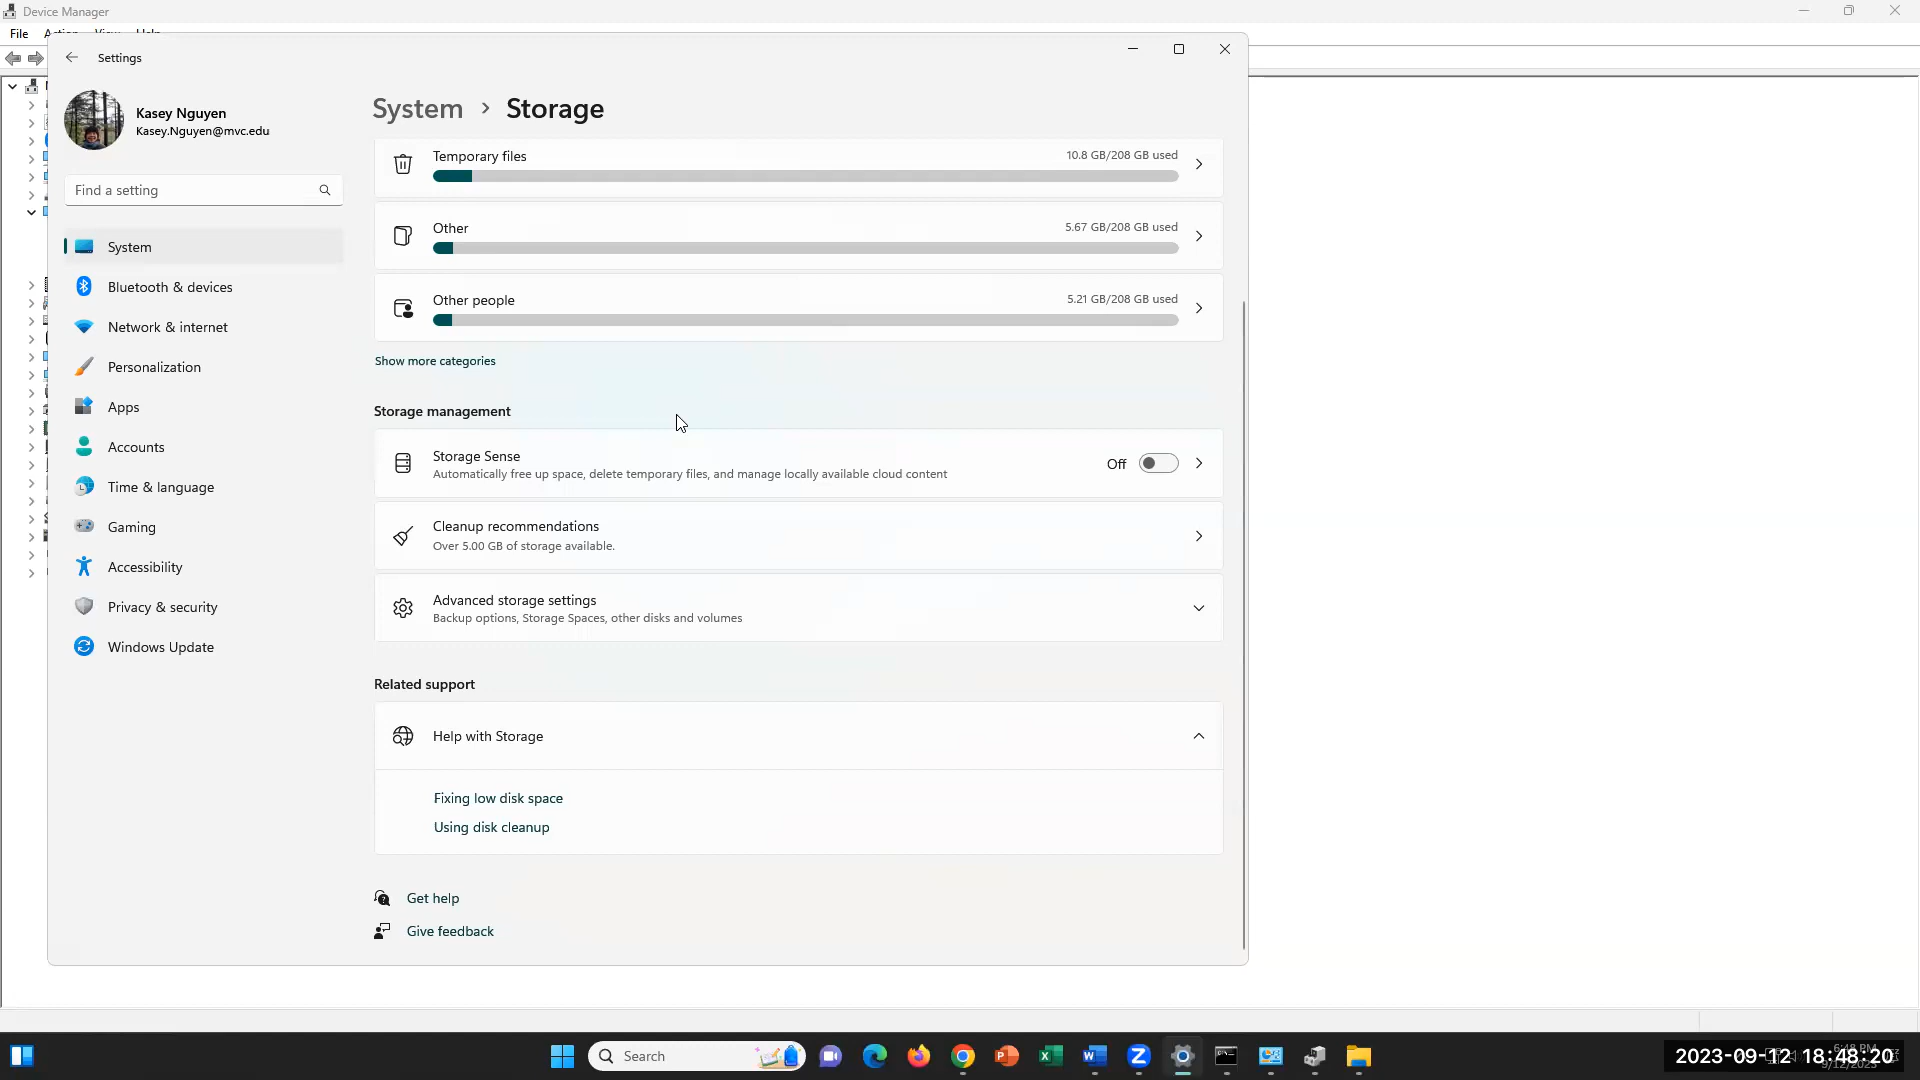 Device Manager
File
Settings
Kasey Nguyen
Kasey.Nguyen@mvc.edu
Find a setting
System
Bluetooth & devices
Network & internet
Personalization
Apps
Accounts
Time & language
Gaming
Accessibility
Privacy & security
Windows Update
System > Storage
Temporary files
10.8 GB/208 GB used
Other
5.67 GB/208 GB used
Other people
5.21 GB/208 GB used
Show more categories
Storage management
Storage Sense
Automatically free up space, delete temporary files, and manage locally available cloud content
Off
Cleanup recommendations
Over 5.00 GB of storage available.
Advanced storage settings
Backup options, Storage Spaces, other disks and volumes
Related support
Help with Storage
Fixing low disk space
Using disk cleanup
Get help
Give feedback
Search
2023-09-12 18:48:20